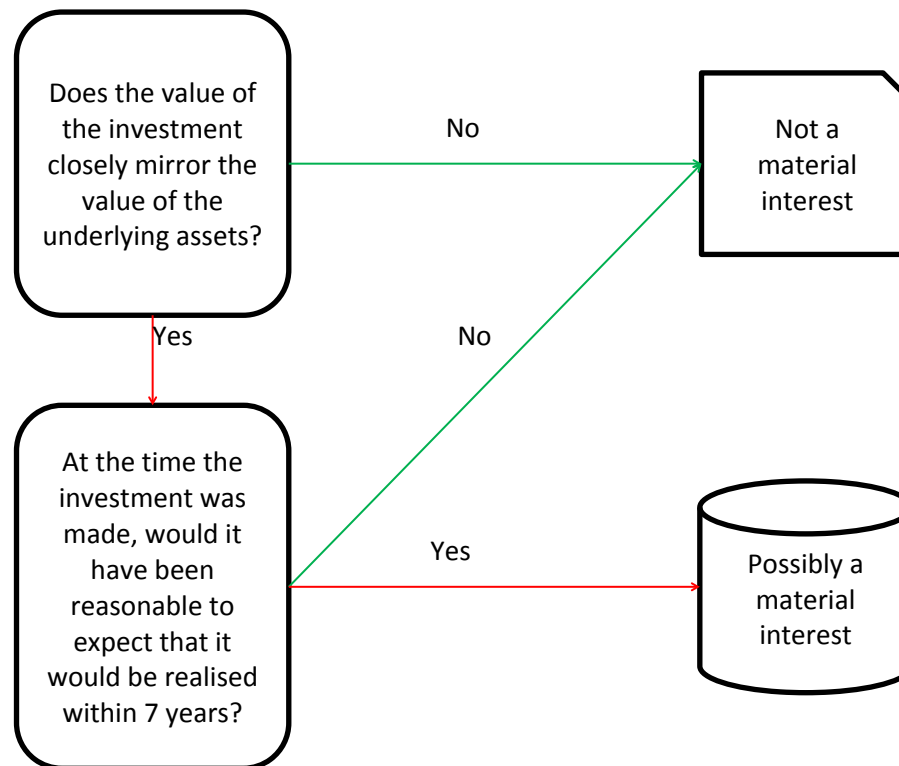 Does the value of
the investment
closely mirror the
value of the
underlying assets?
No
Not a
material
interest
Yes
No
At the time the
investment was
made, would it
have been
reasonable to
expect that it
would be realised
within 7 years?
Yes
Possibly a
material
interest